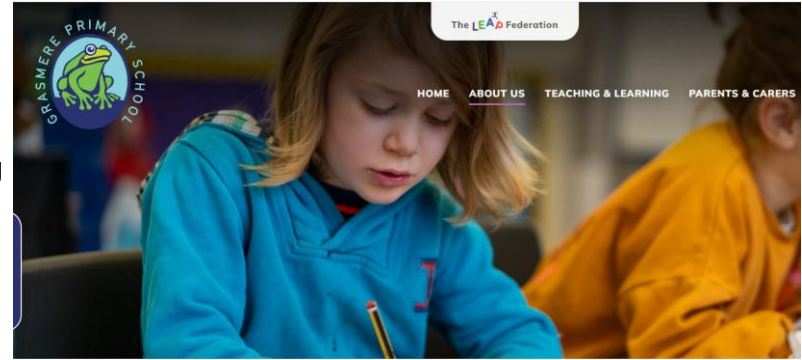 The LEAP Federation
GRASMERE PRIMARY SCHOOL
HOME ABOUT US TEACHING & LEARNING PARENTS & CARERS